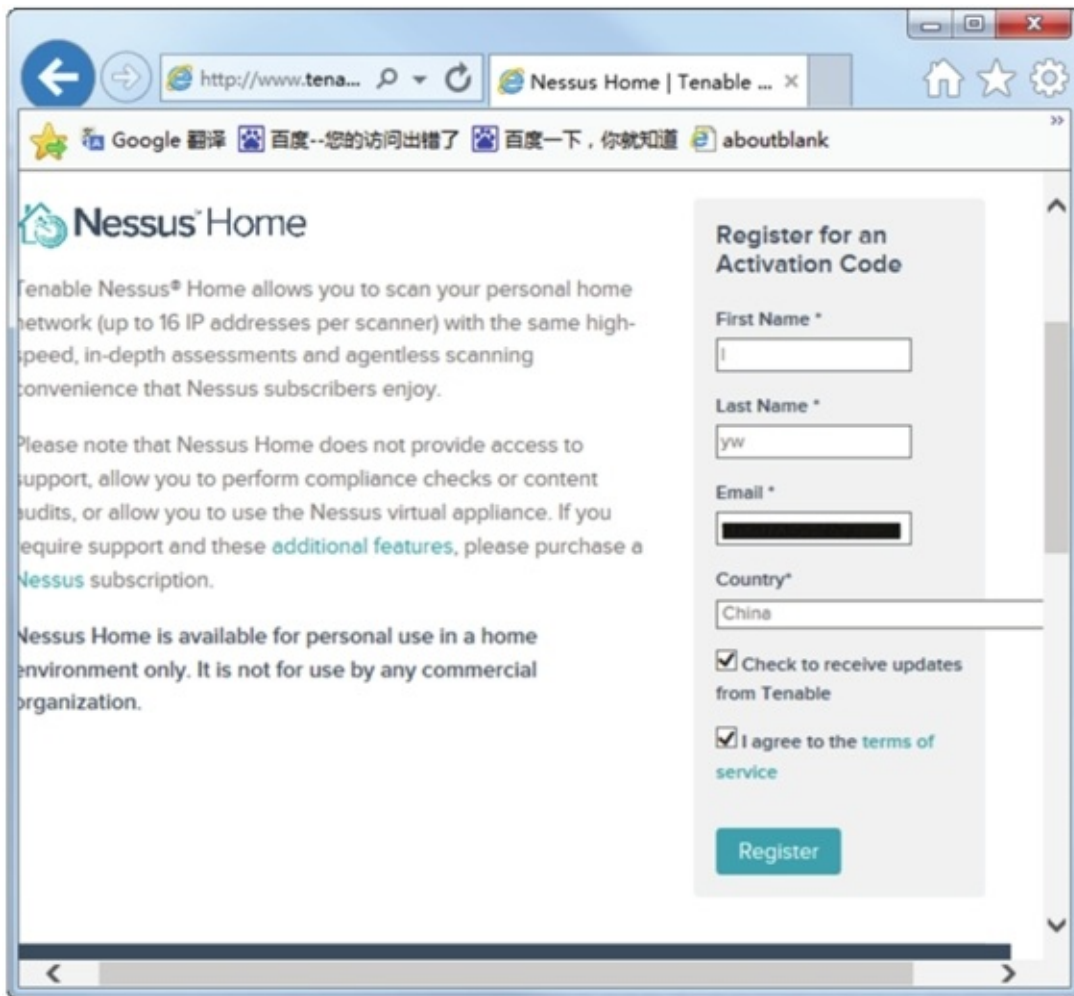 http://www.tena...
Nessus Home | Tenable ...
Google 翻译
百度--您的访问出错了
百度一下，你就知道
aboutblank
Nessus™ Home
Tenable Nessus® Home allows you to scan your personal home
network (up to 16 IP addresses per scanner) with the same high-
speed, in-depth assessments and agentless scanning
convenience that Nessus subscribers enjoy.
Please note that Nessus Home does not provide access to
support, allow you to perform compliance checks or content
audits, or allow you to use the Nessus virtual appliance. If you
require support and these additional features, please purchase a
Nessus subscription.
Nessus Home is available for personal use in a home
environment only. It is not for use by any commercial
organization.
Register for an
Activation Code
First Name *
l
Last Name *
yw
Email *
Country*
China
Check to receive updates
from Tenable
I agree to the terms of
service
Register